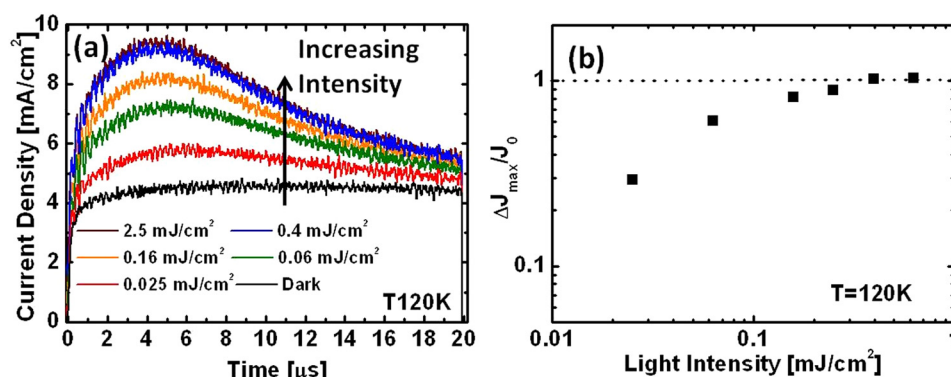 (a)
Increasing
Intensity
Current Density [mA/cm²]
10
8
6
4
2
0
2.5 mJ/cm²
0.4 mJ/cm²
0.16 mJ/cm²
0.06 mJ/cm²
0.025 mJ/cm²
Dark
T120K
0 2 4 6 8 10 12 14 16 18 20
Time [μs]
(b)
ΔJmax/J0
1
0.1
T=120K
0.01 0.1 1
Light Intensity [mJ/cm²]